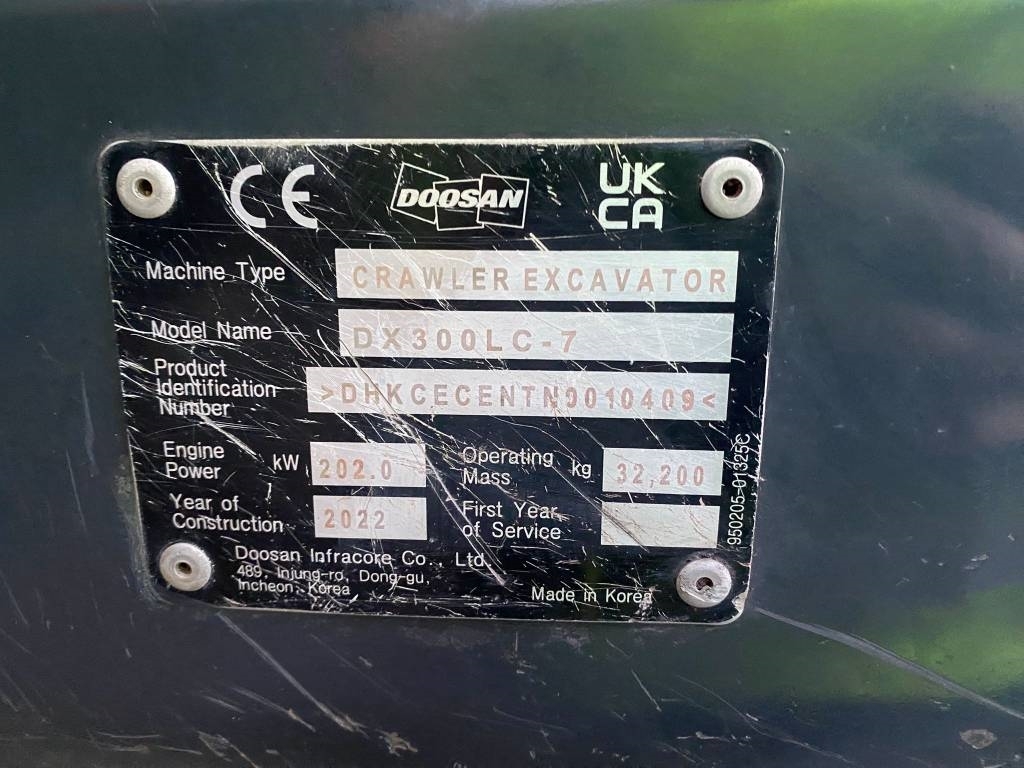 CE DOOSAN UK CA
Machine Type CRAWLER EXCAVATOR
Model Name DX300LC-7
Product
Identification
Number >DHKCECENTN0010409<
Engine
Power kW 202.0 Operating
Mass kg 32,200
Year of
Construction 2022 First Year
of Service
Doosan Infracore Co., Ltd.
489, Injung-ro, Dong-gu,
Incheon, Korea
Made in Korea
950205-01325C